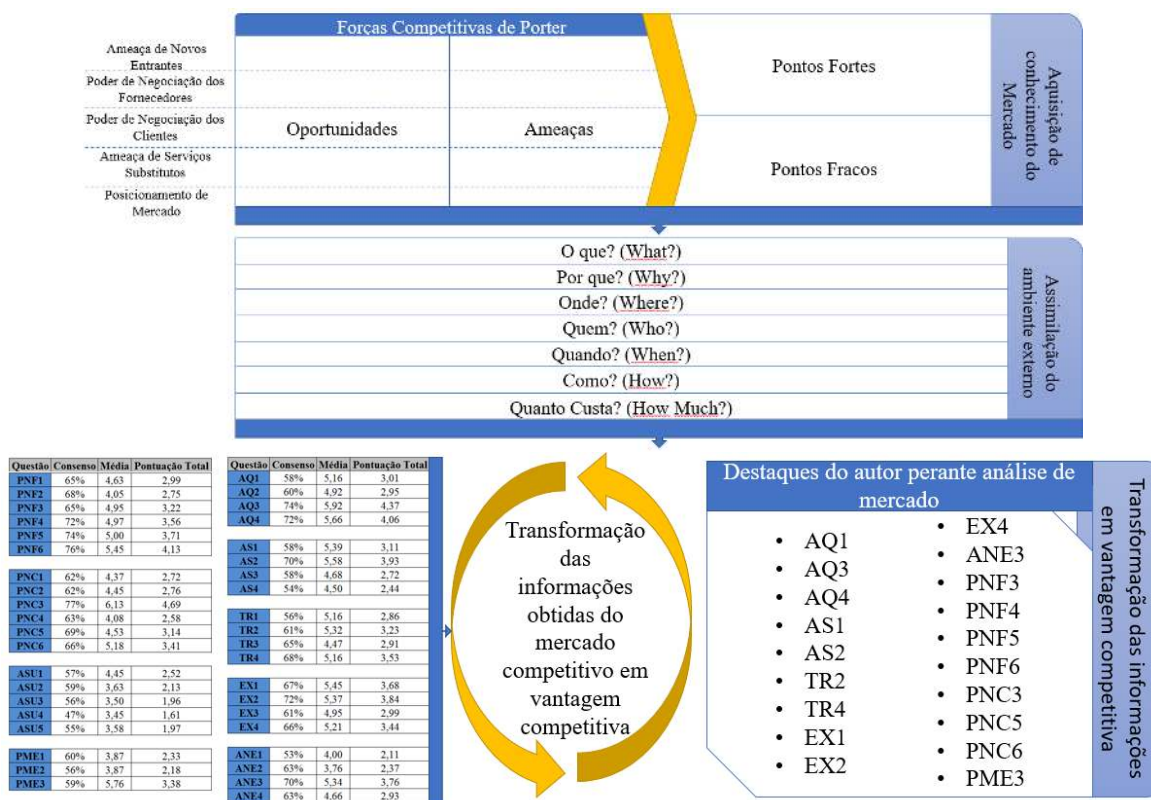 Forças Competitivas de Porter
Ameaça de Novos
Entrantes
Poder de Negociação dos
Fornecedores
Poder de Negociação dos
Clientes
Ameaça de Serviços
Substitutos
Posicionamento de
Mercado
Oportunidades
Ameaças
Pontos Fortes
Pontos Fracos
Aquisição de
conhecimento do
Mercado
O que? (What?)
Por que? (Why?)
Onde? (Where?)
Quem? (Who?)
Quando? (When?)
Como? (How?)
Quanto Custa? (How Much?)
Assimilação do
ambiente externo
Questão Consenso Média Pontuação Total
PNF1 65% 4,63 2,99
PNF2 68% 4,05 2,75
PNF3 65% 4,95 3,22
PNF4 72% 4,97 3,56
PNF5 74% 5,00 3,71
PNF6 76% 5,45 4,13
PNC1 62% 4,37 2,72
PNC2 62% 4,45 2,76
PNC3 77% 6,13 4,69
PNC4 63% 4,08 2,58
PNC5 69% 4,53 3,14
PNC6 66% 5,18 3,41
ASU1 57% 4,45 2,52
ASU2 59% 3,63 2,13
ASU3 56% 3,50 1,96
ASU4 47% 3,45 1,61
ASU5 55% 3,58 1,97
PME1 60% 3,87 2,33
PME2 56% 3,87 2,18
PME3 59% 5,76 3,38
Questão Consenso Média Pontuação Total
AQ1 58% 5,16 3,01
AQ2 60% 4,92 2,95
AQ3 74% 5,92 4,37
AQ4 72% 5,66 4,06
AS1 58% 5,39 3,11
AS2 70% 5,58 3,93
AS3 58% 4,68 2,72
AS4 54% 4,50 2,44
TR1 56% 5,16 2,86
TR2 61% 5,32 3,23
TR3 65% 4,47 2,91
TR4 68% 5,16 3,53
EX1 67% 5,45 3,68
EX2 72% 5,37 3,84
EX3 61% 4,95 2,99
EX4 66% 5,21 3,44
ANE1 53% 4,00 2,11
ANE2 63% 3,76 2,37
ANE3 70% 5,34 3,76
ANE4 63% 4,66 2,93
Transformação
das
informações
obtidas do
mercado
competitivo em
vantagem
competitiva
Destaques do autor perante análise de
mercado
• AQ1
• AQ3
• AQ4
• AS1
• AS2
• TR2
• TR4
• EX1
• EX2
• EX4
• ANE3
• PNF3
• PNF4
• PNF5
• PNF6
• PNC3
• PNC5
• PNC6
• PME3
Transformação das informações
em vantagem competitiva